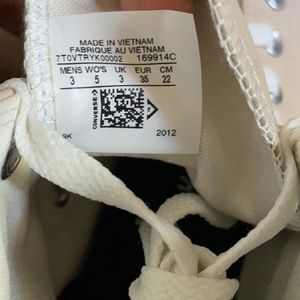 MADE IN VIETNAM
FABRIQUE AU VIETNAM
7T0VTRYK00002 169914C
MENS WO'S UK EUR CM
3 5 3 35 22
CONVERSE
9K 2012